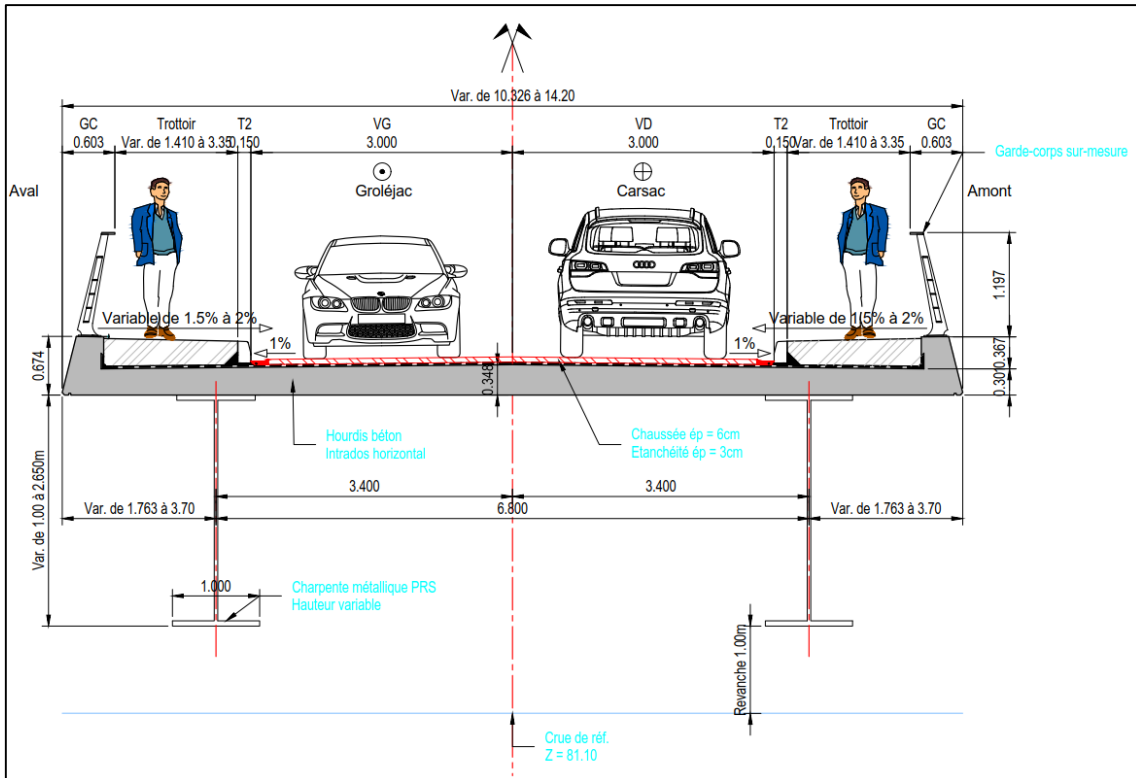 Var. de 10.326 à 14.20
GC
Trottoir
T2
VG
VD
T2
Trottoir
GC
0.603
Var. de 1.410 à 3.35
0.150
3.000
3.000
0.150
Var. de 1.410 à 3.35
0.603
Garde-corps sur-mesure
Aval
Groléjac
Carsac
Amont
1.197
Variable de 1.5% à 2%
Variable de 1.5% à 2%
1%
1%
0.674
0.348
0.367
0.301
Hourdis béton
Intrados horizontal
Chaussée ép = 6cm
Etanchéité ép = 3cm
Var. de 1.00 à 2.650m
3.400
3.400
Var. de 1.763 à 3.70
6.800
Var. de 1.763 à 3.70
1.000
Charpente métallique PRS
Hauteur variable
Revanche 1.00m
Crue de réf.
Z = 81.10